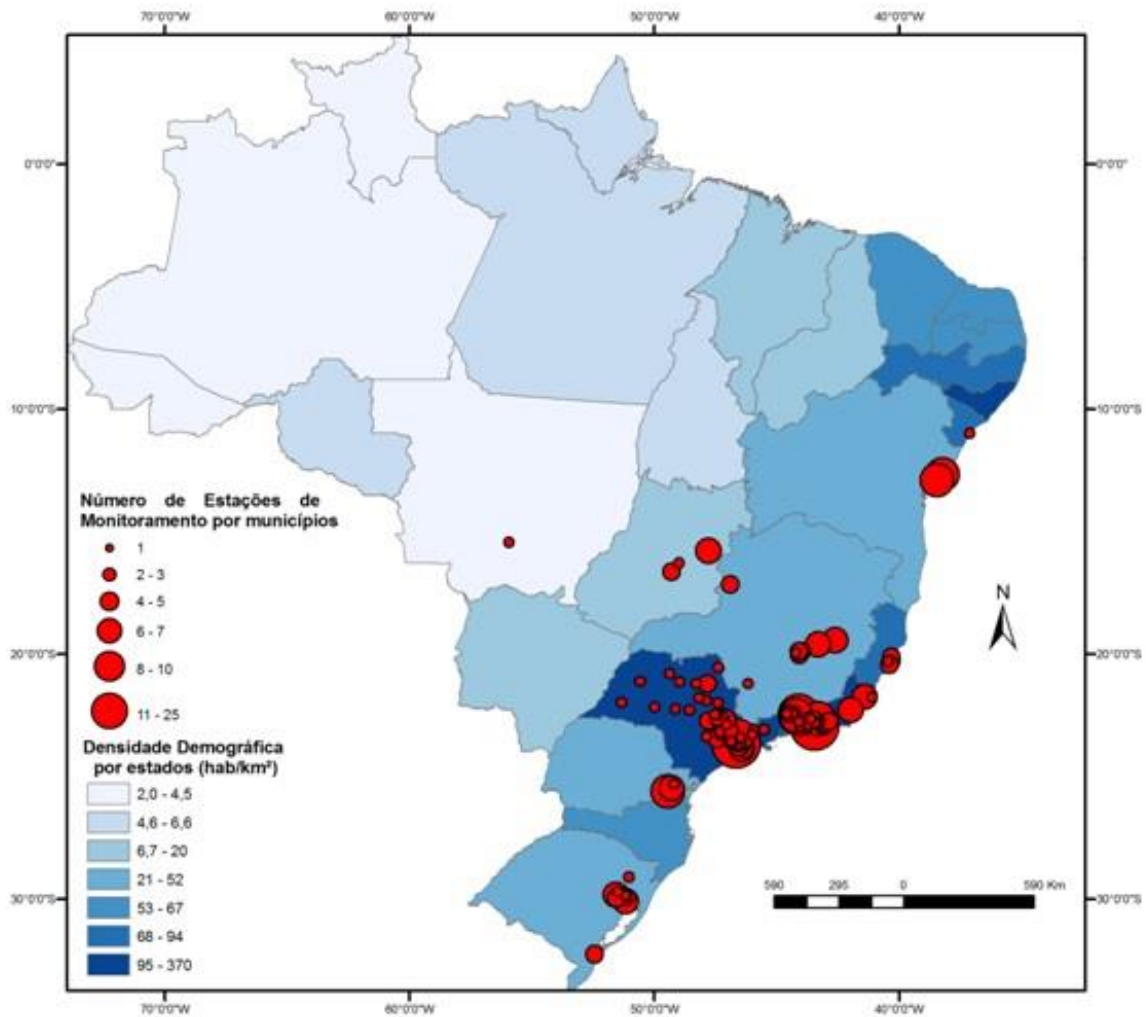 70°0'0"W 60°0'0"W 50°0'0"W 40°0'0"W
0°0'0" 0°0'0"
10°0'0"S 10°0'0"S
Número de Estações de
Monitoramento por municípios
1
2 - 3
4 - 5
6 - 7
8 - 10
11 - 25
N
20°0'0"S 20°0'0"S
Densidade Demográfica
por estados (hab/km²)
2,0 - 4,5
4,6 - 6,6
6,7 - 20
21 - 52
53 - 67
68 - 94
95 - 370
590 295 0 590 Km
30°0'0"S 30°0'0"S
70°0'0"W 60°0'0"W 50°0'0"W 40°0'0"W